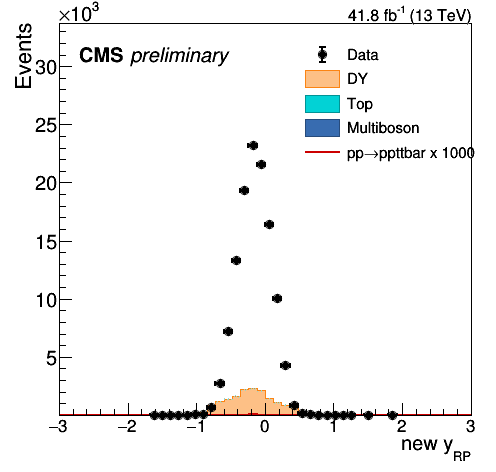 ×10³
41.8 fb⁻¹ (13 TeV)
Events
CMS preliminary
Data
DY
Top
Multiboson
pp→ppttbar x 1000
30
25
20
15
10
5
−3 −2 −1 0 1 2 3
new y_RP